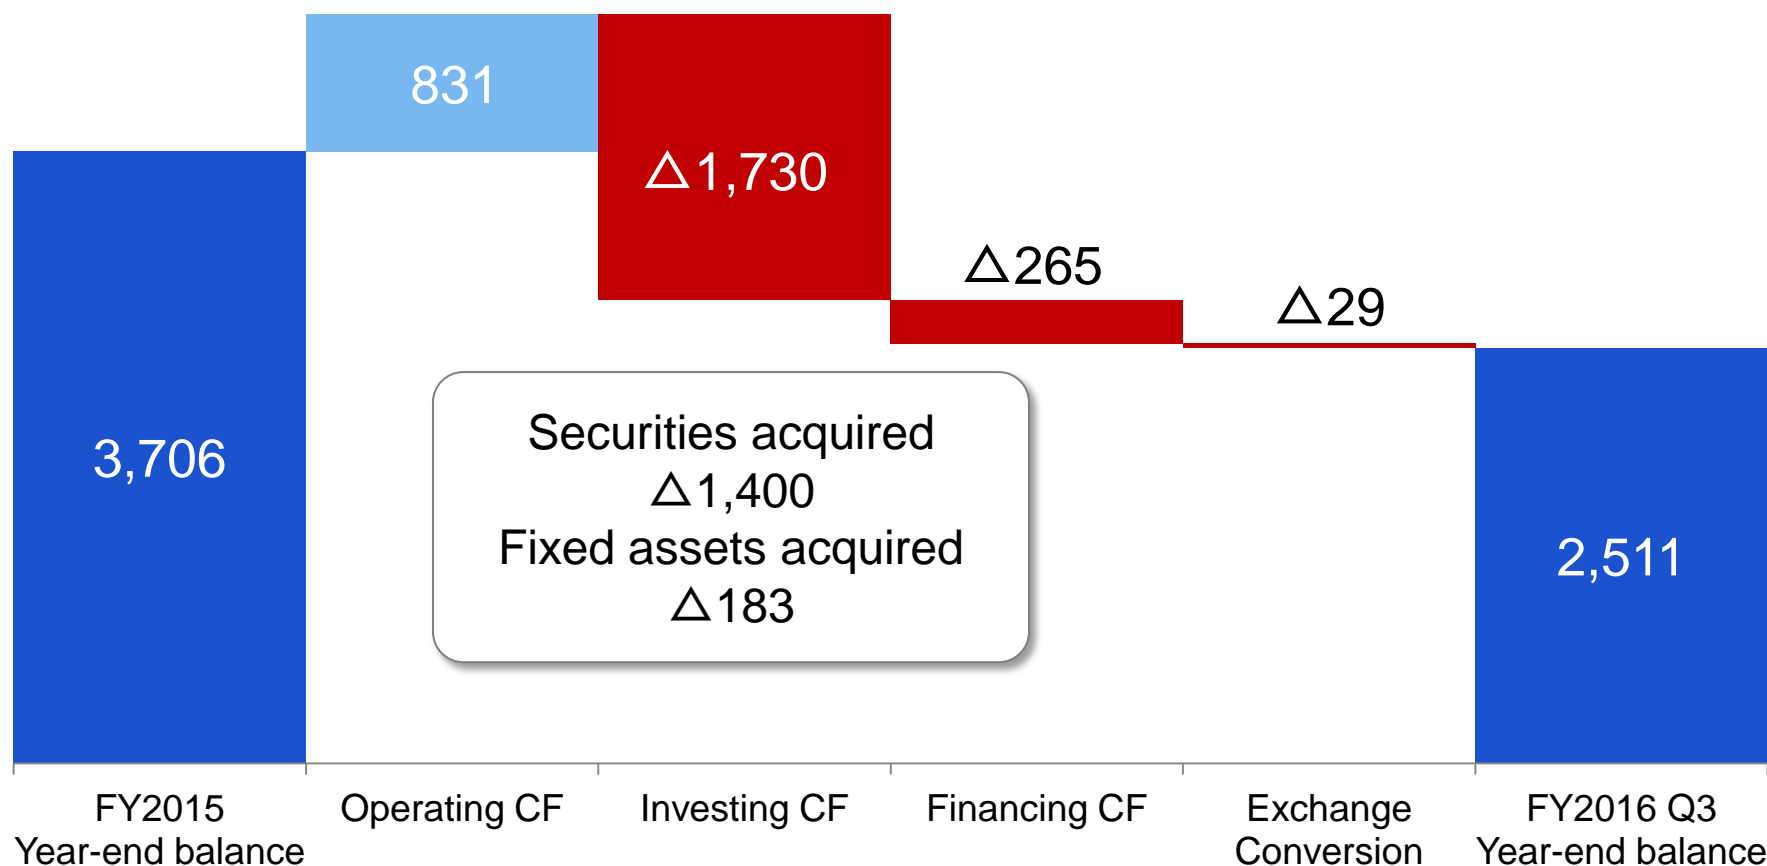 831
△1,730
△265
△29
3,706
Securities acquired
△1,400
Fixed assets acquired
△183
2,511
FY2015
Year-end balance
Operating CF
Investing CF
Financing CF
Exchange
Conversion
FY2016 Q3
Year-end balance